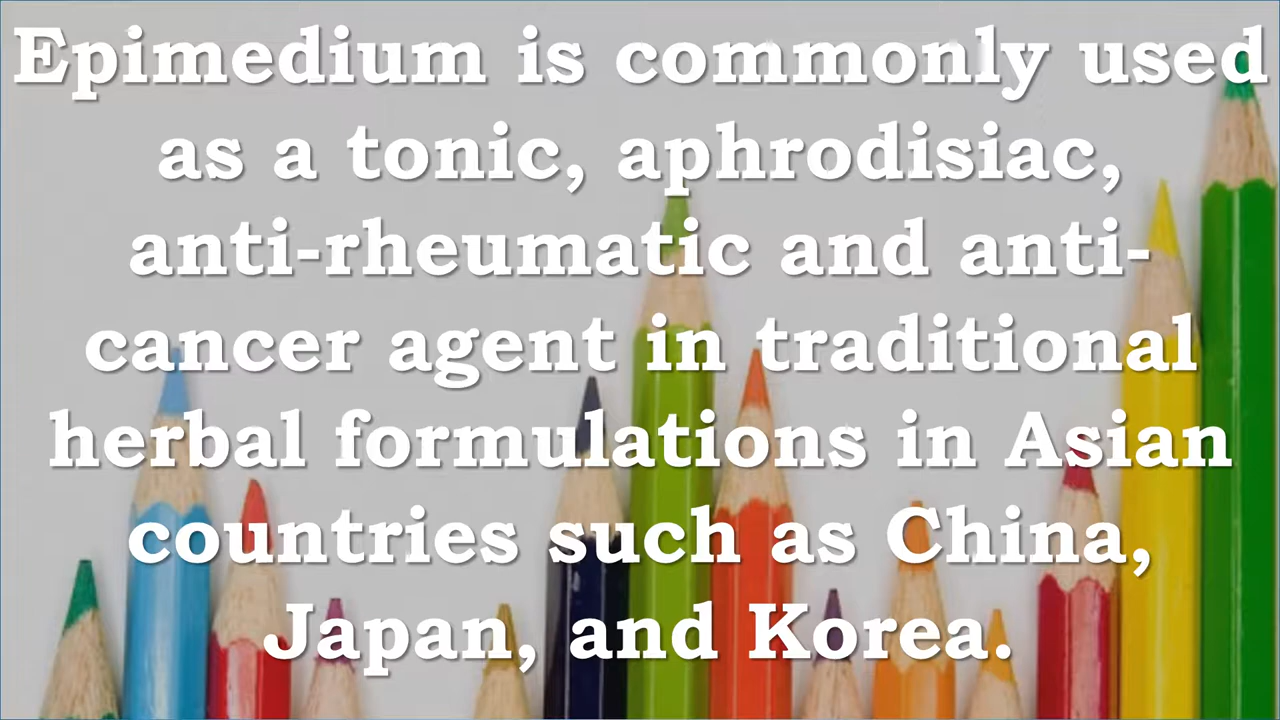 Epimedium is commonly used
as a tonic, aphrodisiac,
anti-rheumatic and anti-
cancer agent in traditional
herbal formulations in Asian
countries such as China,
Japan, and Korea.